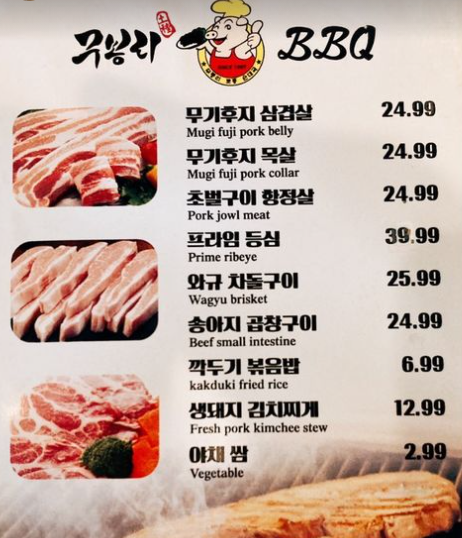 무봉리 BBQ
무기후지 삼겹살 24.99
Mugi fuji pork belly
무기후지 목살 24.99
Mugi fuji pork collar
초벌구이 항정살 24.99
Pork jowl meat
프라임 등심 39.99
Prime ribeye
와규 차돌구이 25.99
Wagyu brisket
송아지 곱창구이 24.99
Beef small intestine
깍두기 볶음밥 6.99
kakduki fried rice
생돼지 김치찌게 12.99
Fresh pork kimchee stew
야채 쌈 2.99
Vegetable